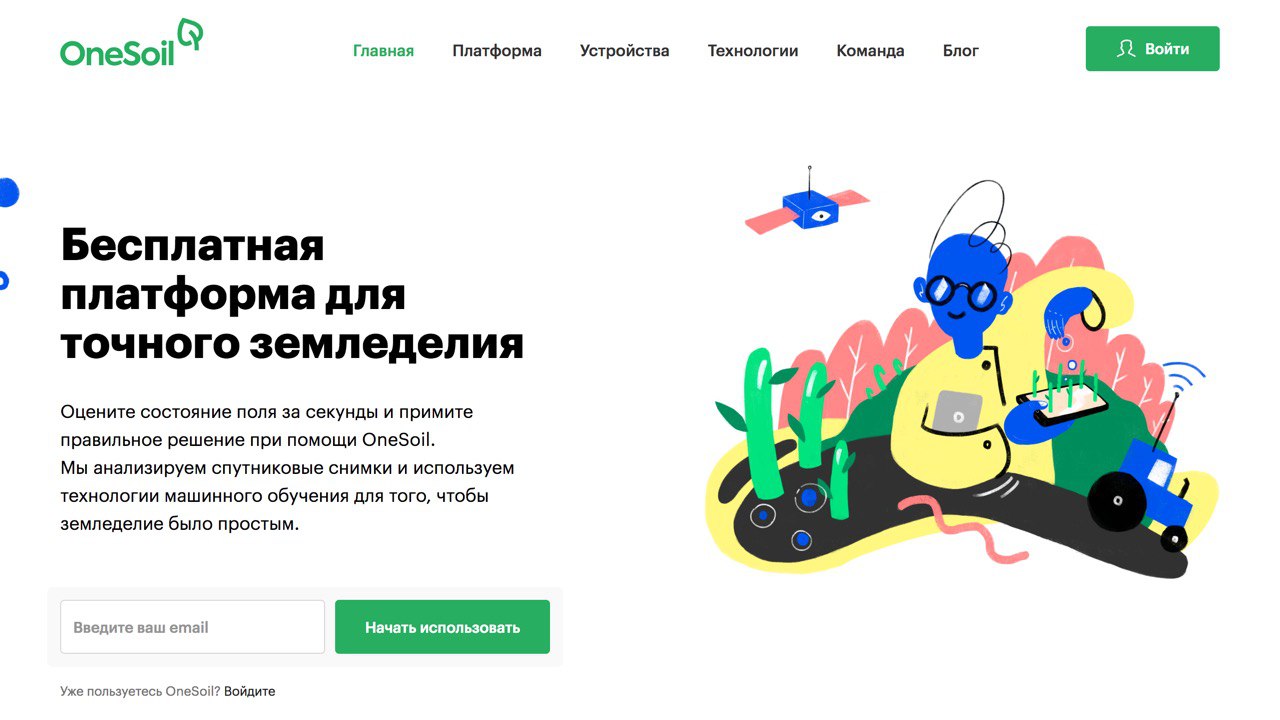 OneSoil
Главная
Платформа
Устройства
Технологии
Команда
Блог
Войти
Бесплатная
платформа для
точного земледелия
Оцените состояние поля за секунды и примите
правильное решение при помощи OneSoil.
Мы анализируем спутниковые снимки и используем
технологии машинного обучения для того, чтобы
земледелие было простым.
Введите ваш email
Начать использовать
Уже пользуетесь OneSoil? Войдите